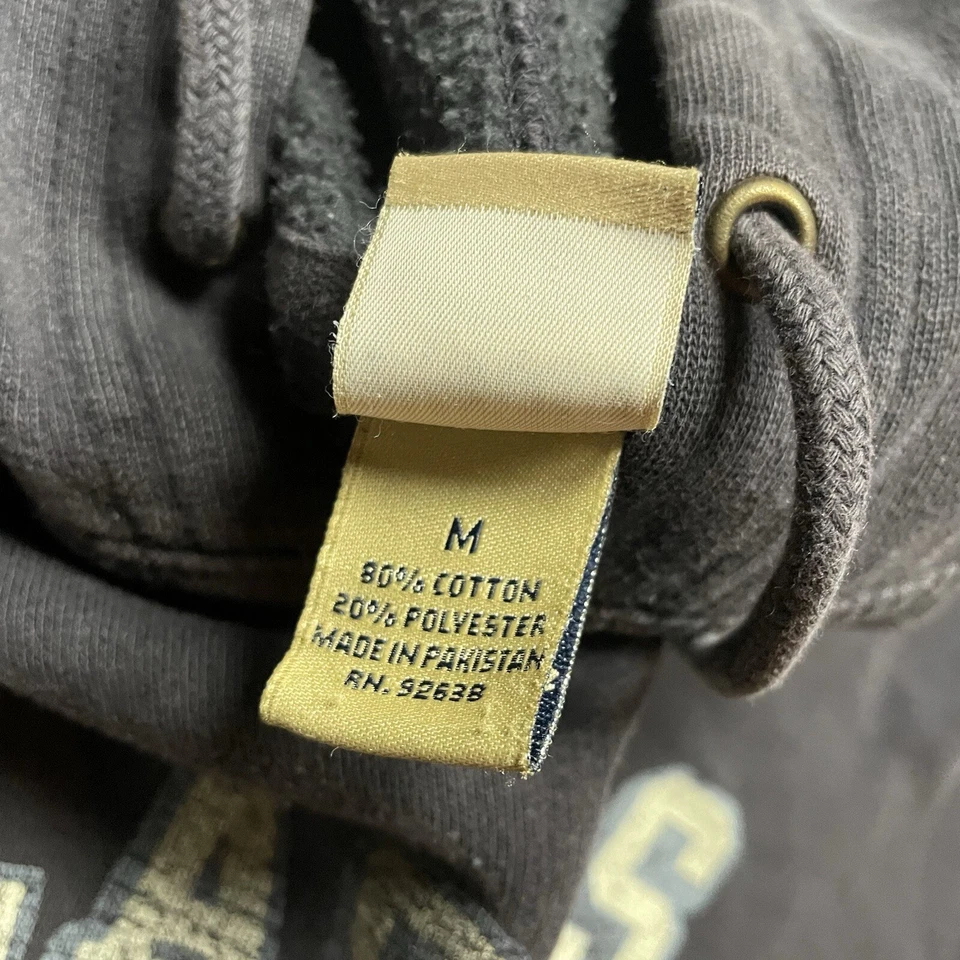 M
80% COTTON
20% POLYESTER
MADE IN PAKISTAN
RN. 92638